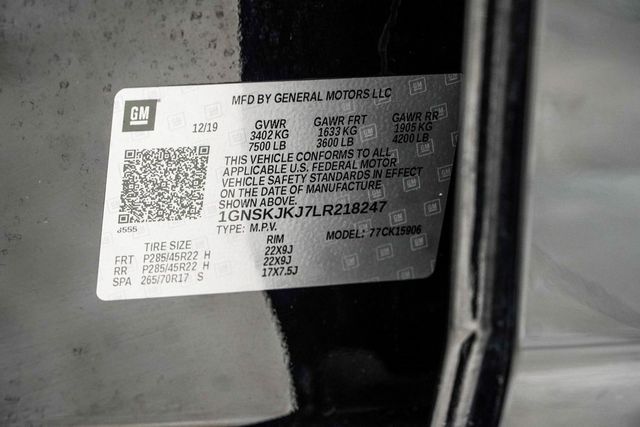 GM
MFD BY GENERAL MOTORS LLC
12/19
GVWR GAWR FRT GAWR RR
3402 KG 1633 KG 1905 KG
7500 LB 3600 LB 4200 LB
THIS VEHICLE CONFORMS TO ALL
APPLICABLE U.S. FEDERAL MOTOR
VEHICLE SAFETY STANDARDS IN EFFECT
ON THE DATE OF MANUFACTURE
SHOWN ABOVE.
1GNSKJKJ7LR218247
TYPE: M.P.V. MODEL: 77CK15906
TIRE SIZE RIM
FRT P285/45R22 H 22X9J
RR P285/45R22 H 22X9J
SPA 265/70R17 S 17X7.5J